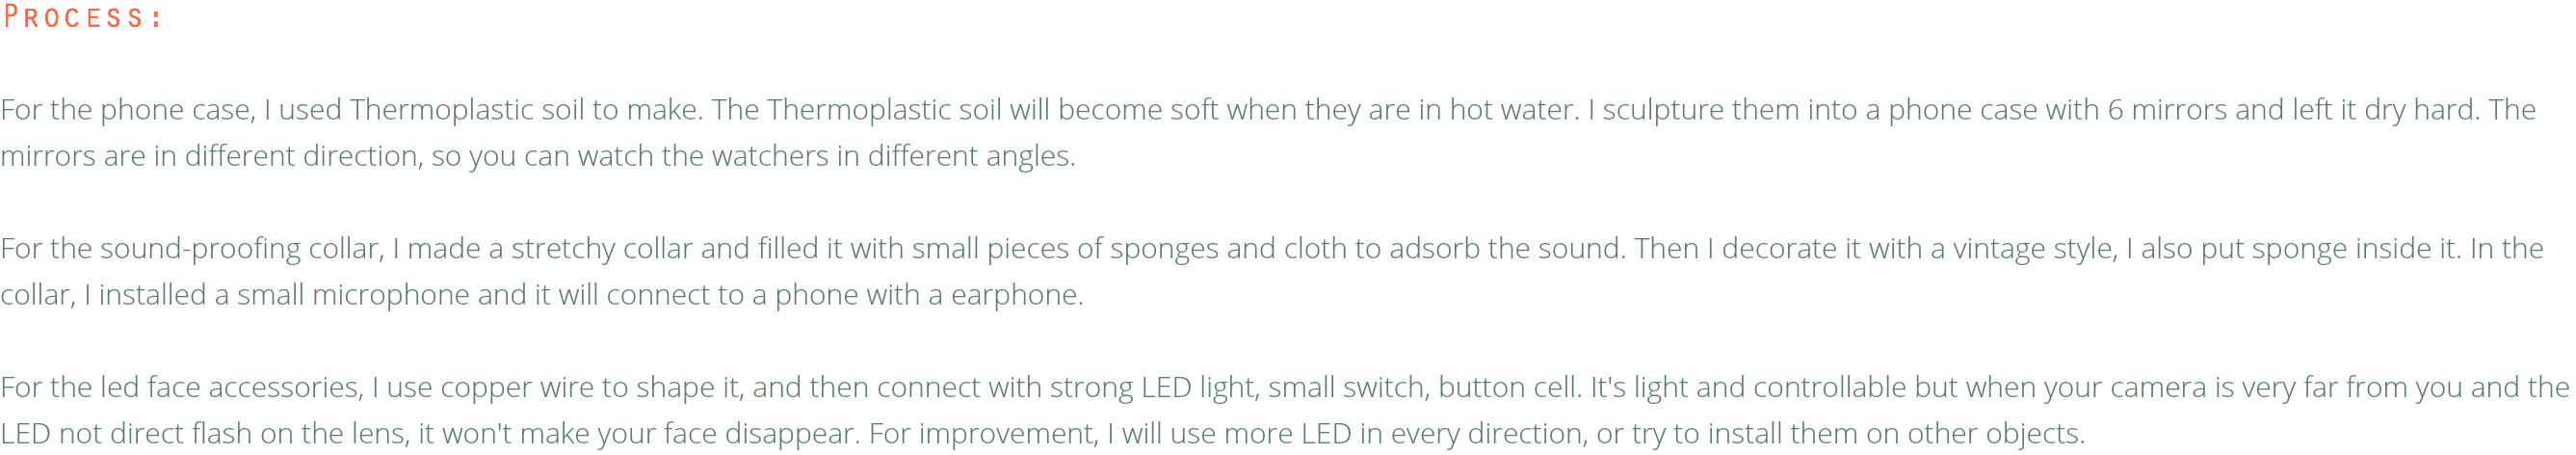 Process:
For the phone case, I used Thermoplastic soil to make. The Thermoplastic soil will become soft when they are in hot water. I sculpture them into a phone case with 6 mirrors and left it dry hard. The
mirrors are in different direction, so you can watch the watchers in different angles.
For the sound-proofing collar, I made a stretchy collar and filled it with small pieces of sponges and cloth to adsorb the sound. Then I decorate it with a vintage style, I also put sponge inside it. In the
collar, I installed a small microphone and it will connect to a phone with a earphone.
For the led face accessories, I use copper wire to shape it, and then connect with strong LED light, small switch, button cell. It's light and controllable but when your camera is very far from you and the
LED not direct flash on the lens, it won't make your face disappear. For improvement, I will use more LED in every direction, or try to install them on other objects.